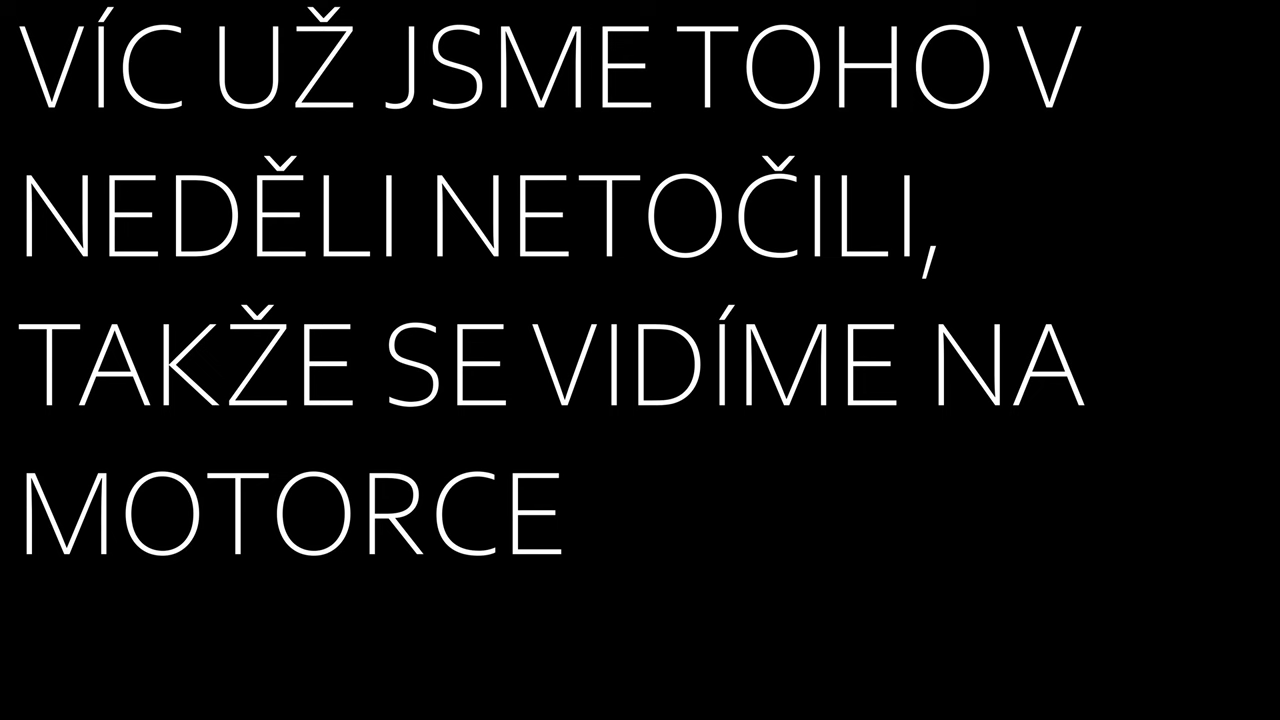 VÍC UŽ JSME TOHO V
NEDĚLI NETOČILI,
TAKŽE SE VIDÍME NA
MOTORCE